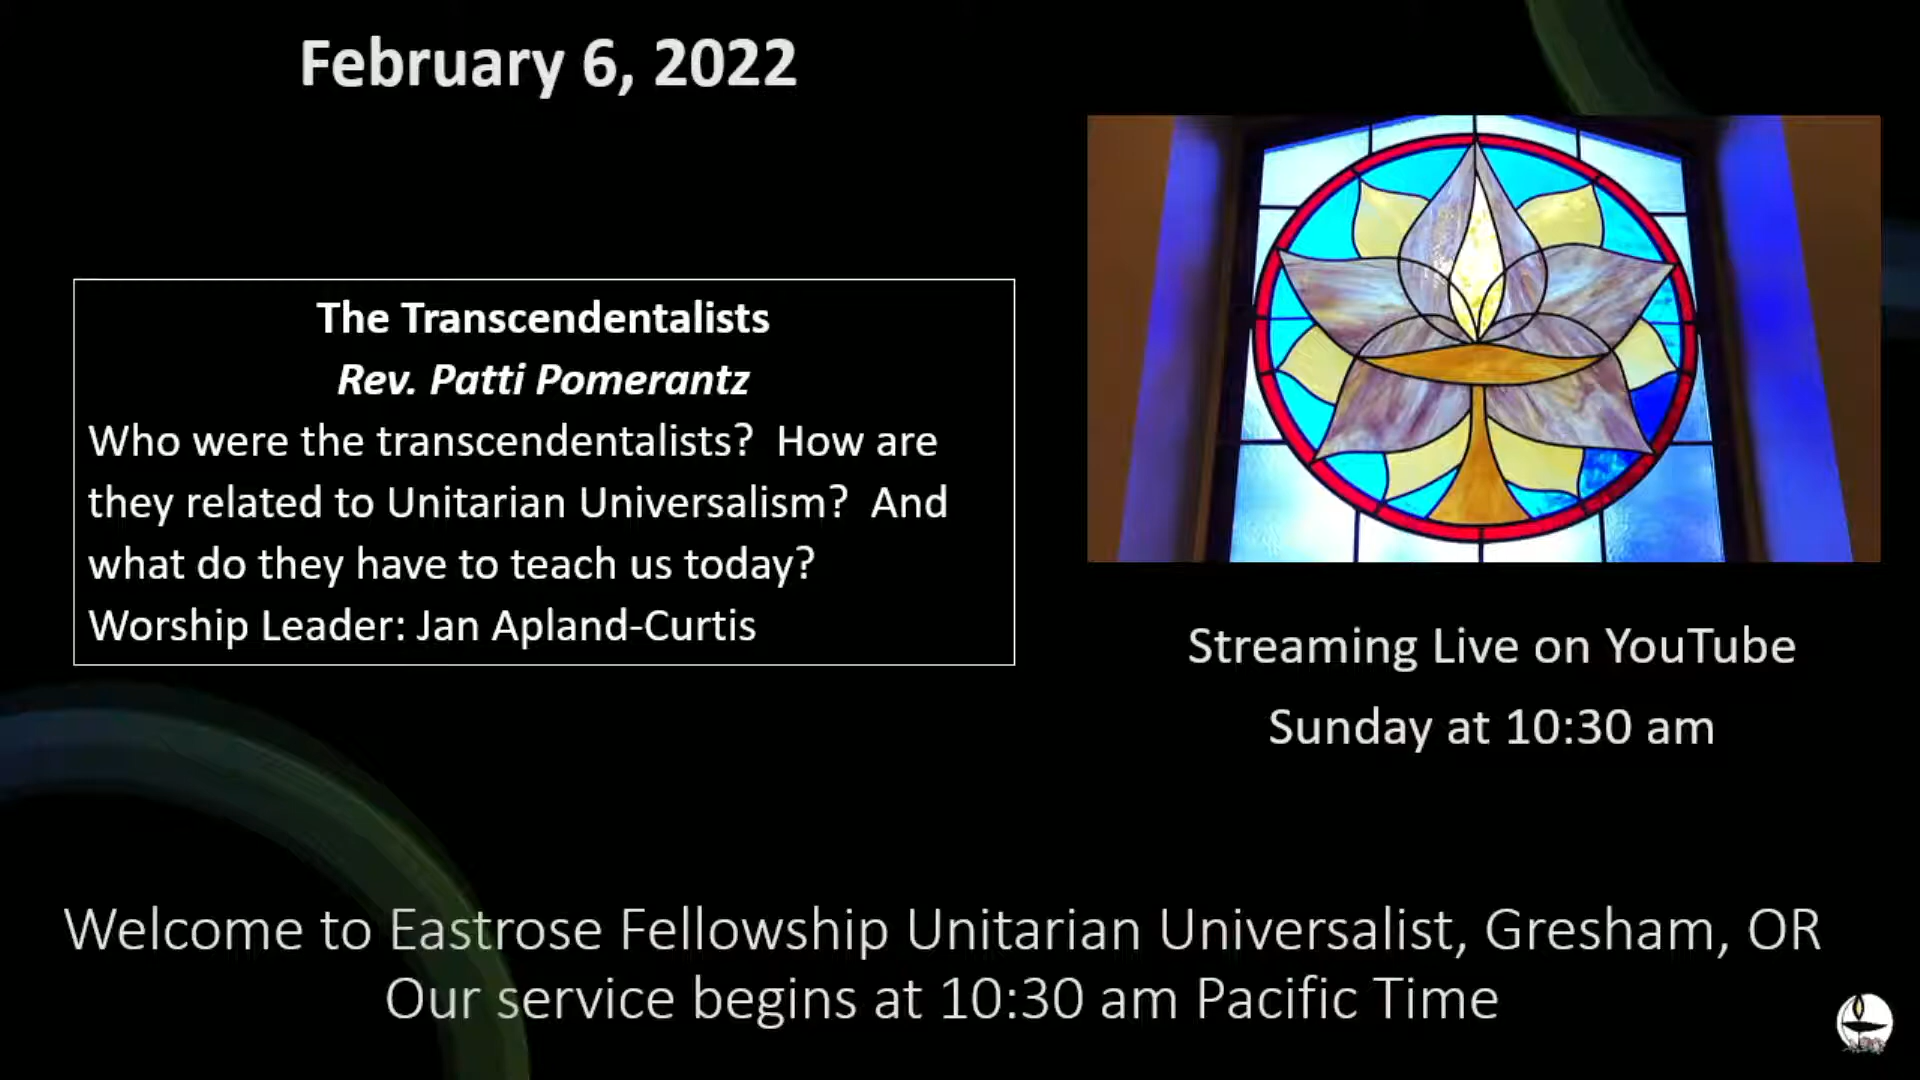 February 6, 2022
The Transcendentalists
Rev. Patti Pomerantz
Who were the transcendentalists?  How are
they related to Unitarian Universalism?  And
what do they have to teach us today?
Worship Leader: Jan Apland-Curtis
Streaming Live on YouTube
Sunday at 10:30 am
Welcome to Eastrose Fellowship Unitarian Universalist, Gresham, OR
Our service begins at 10:30 am Pacific Time